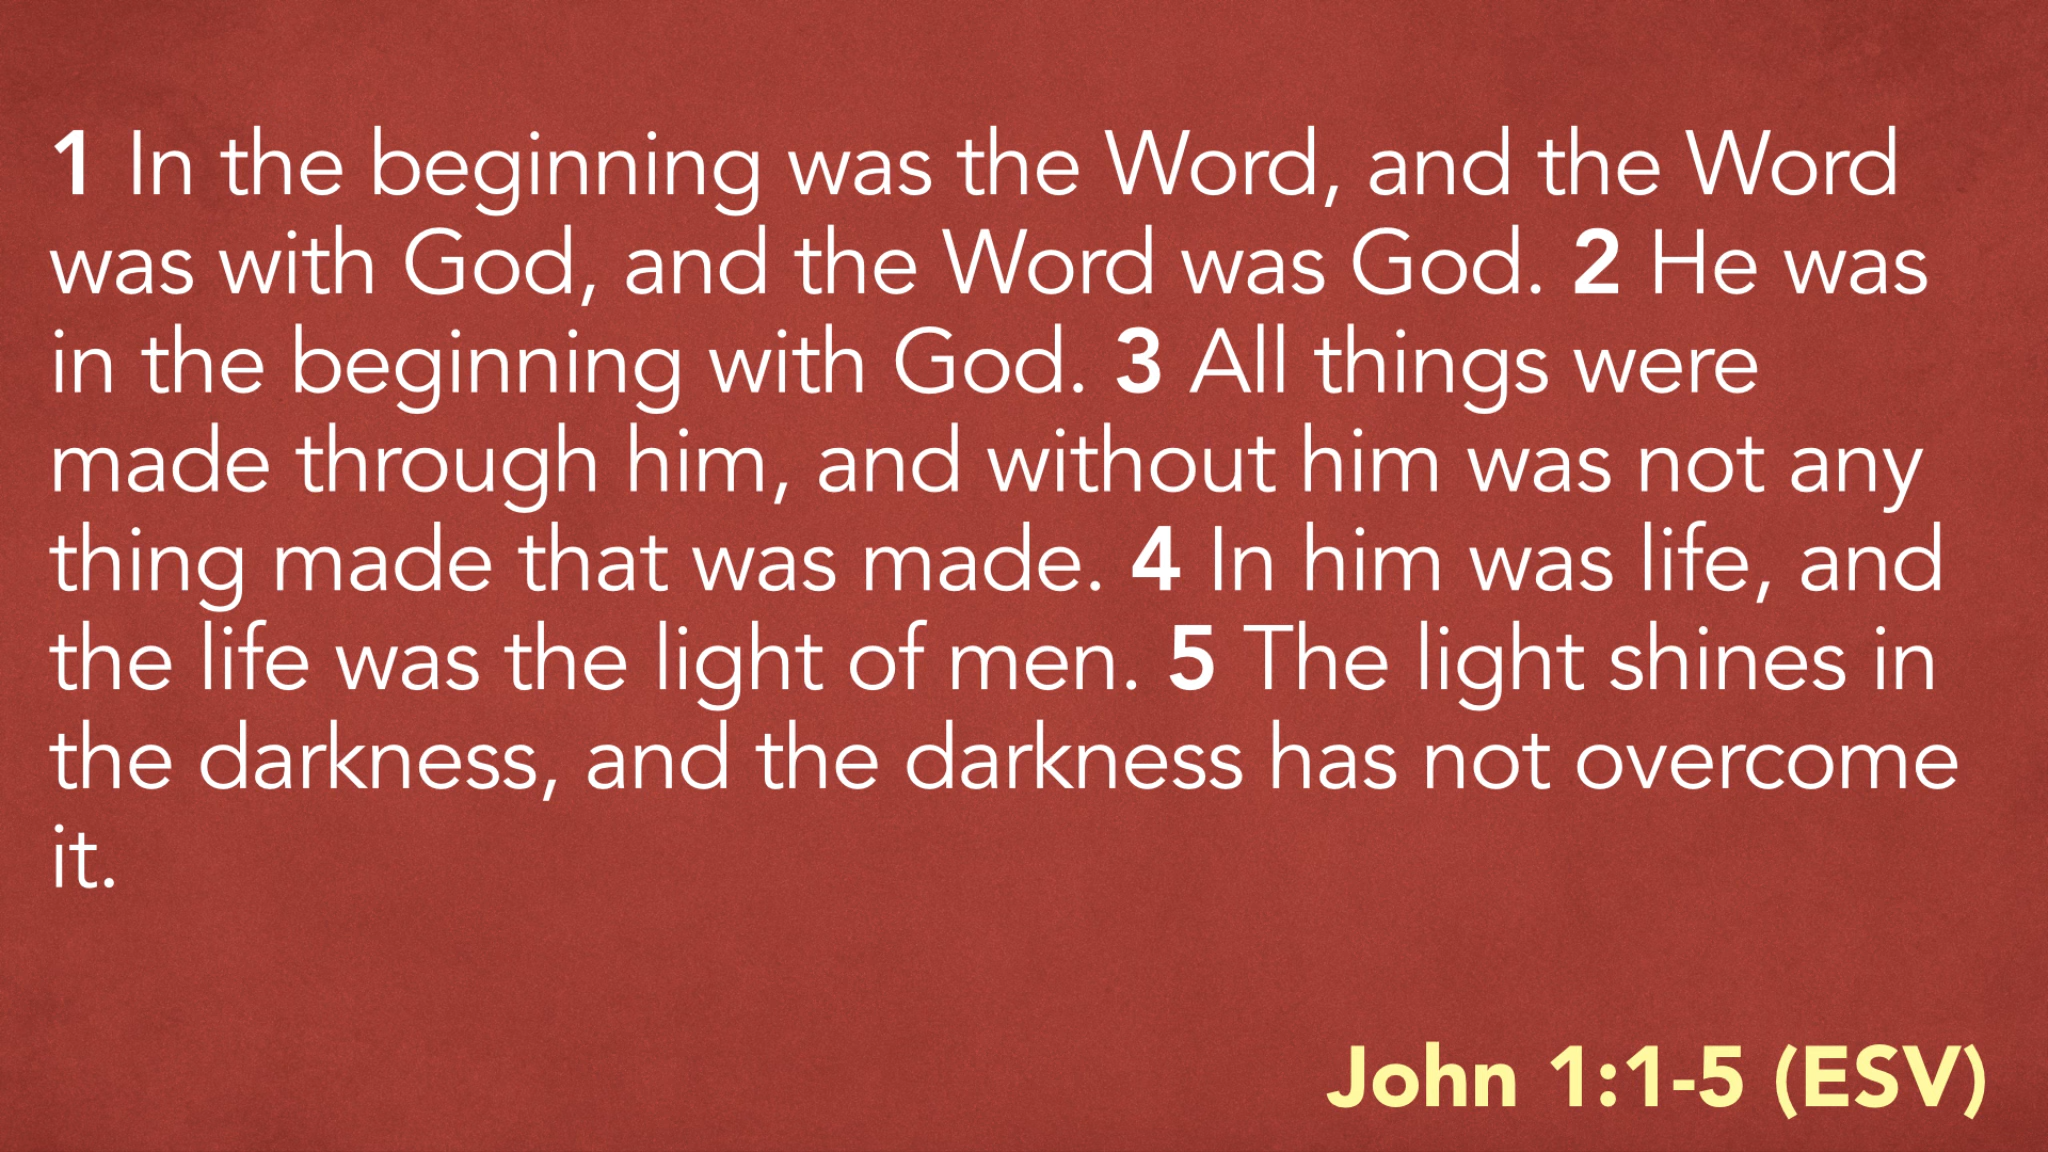 1 In the beginning was the Word, and the Word
was with God, and the Word was God. 2 He was
in the beginning with God. 3 All things were
made through him, and without him was not any
thing made that was made. 4 In him was life, and
the life was the light of men. 5 The light shines in
the darkness, and the darkness has not overcome
it.
John 1:1-5 (ESV)